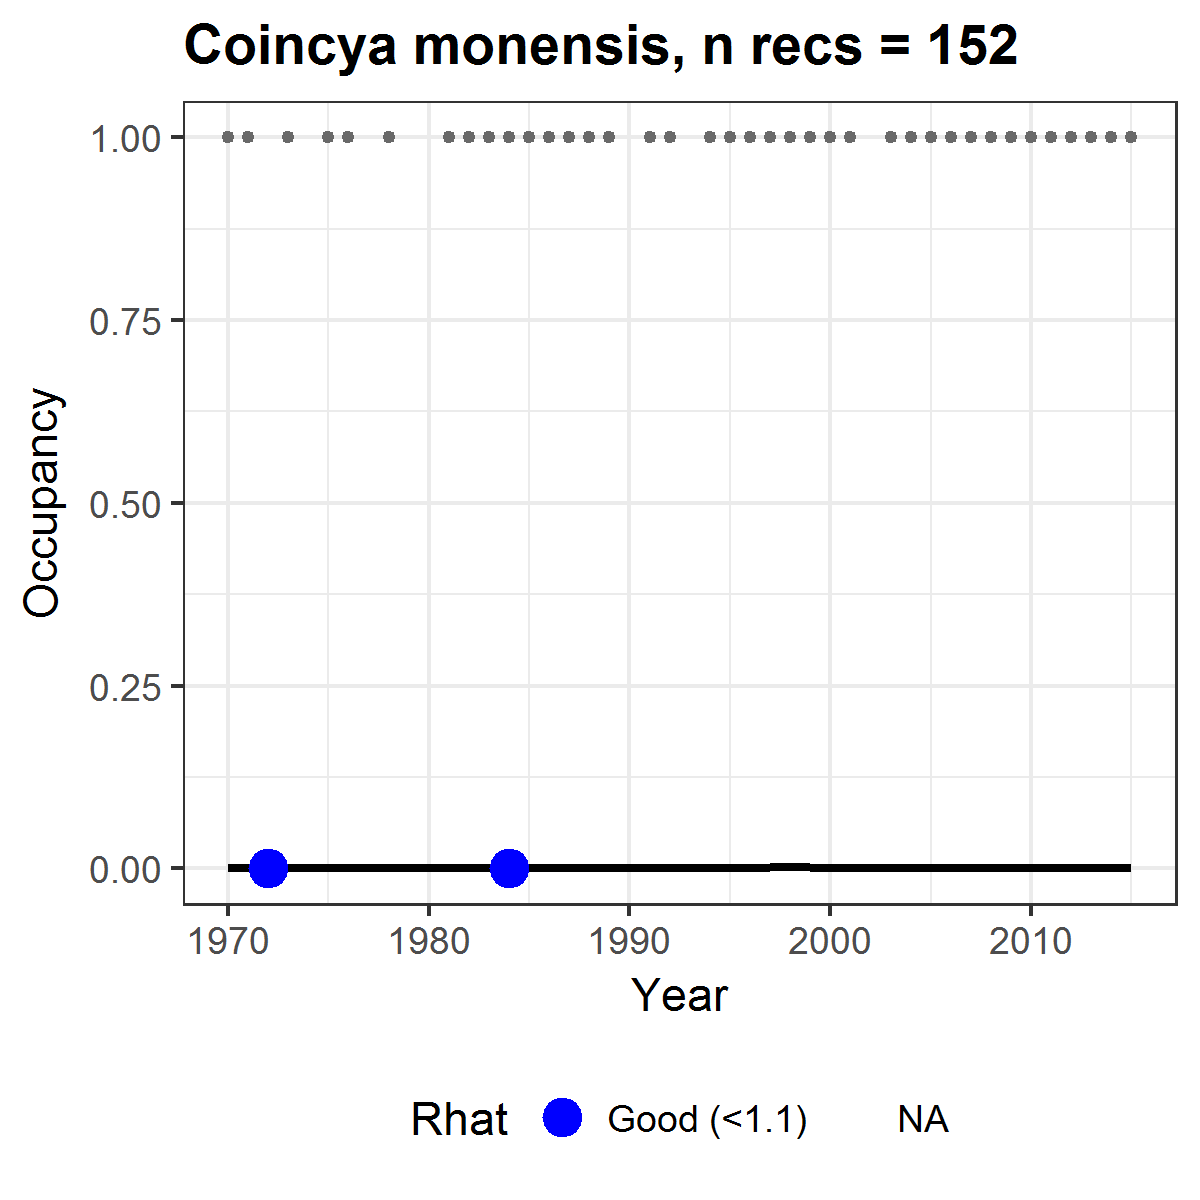 Coincya monensis, n recs = 152
1.00
0.75
0.50
0.25
0.00
Occupancy
1970 1980 1990 2000 2010
Year
Rhat Good (<1.1) NA